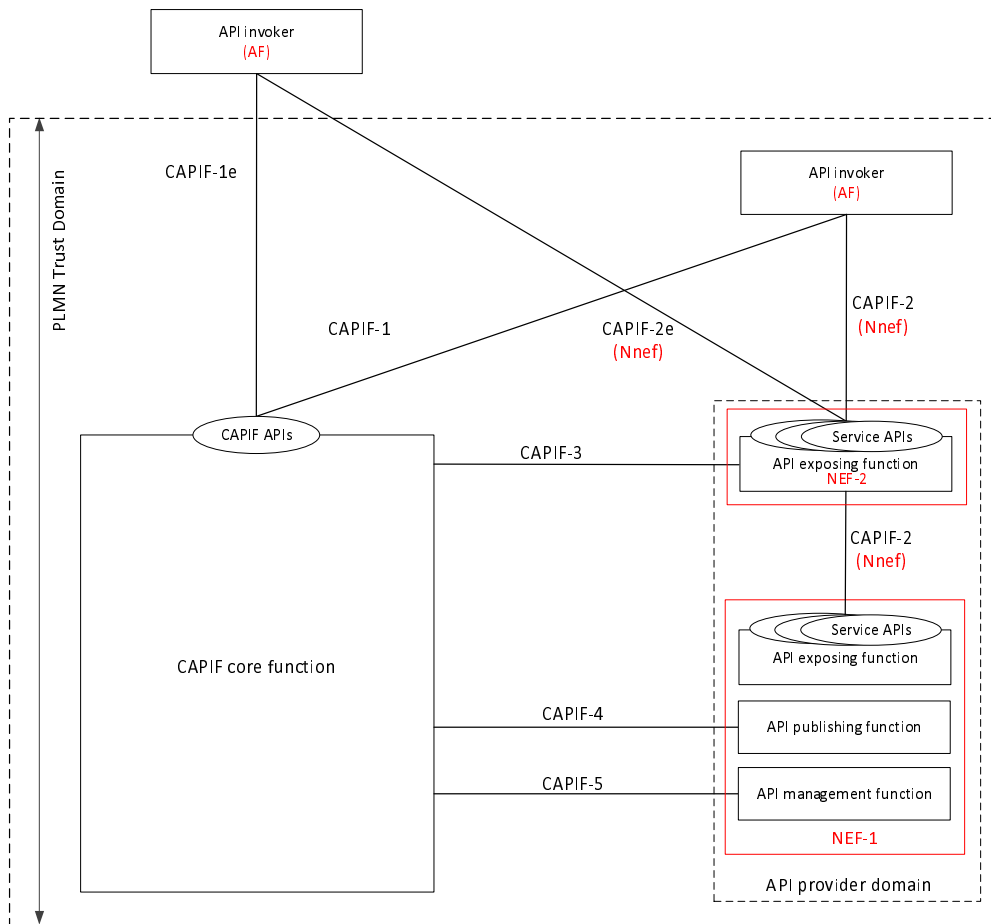 API invoker
(AF)
CAPIF-1e
PLMN Trust Domain
API invoker
(AF)
CAPIF-1
CAPIF-2e
(Nnef)
CAPIF-2
(Nnef)
CAPIF APIs
Service APIs
API exposing function
NEF-2
CAPIF-3
CAPIF-2
(Nnef)
Service APIs
API exposing function
CAPIF core function
CAPIF-4
API publishing function
CAPIF-5
API management function
NEF-1
API provider domain